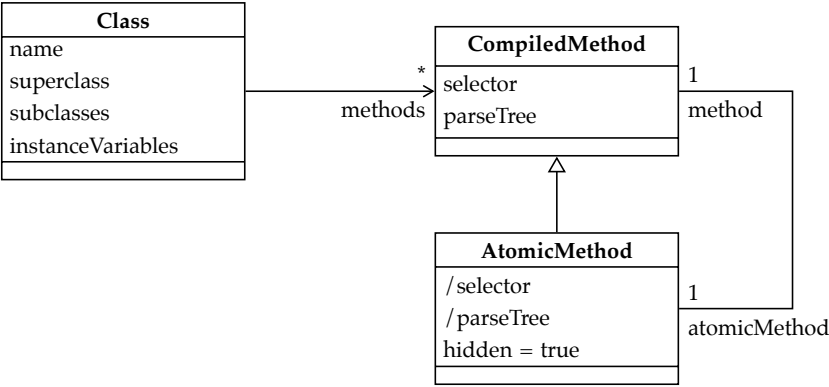 Class
name
superclass
subclasses
instanceVariables
*
methods
CompiledMethod
selector
parseTree
1
method
AtomicMethod
/selector
/parseTree
hidden = true
1
atomicMethod